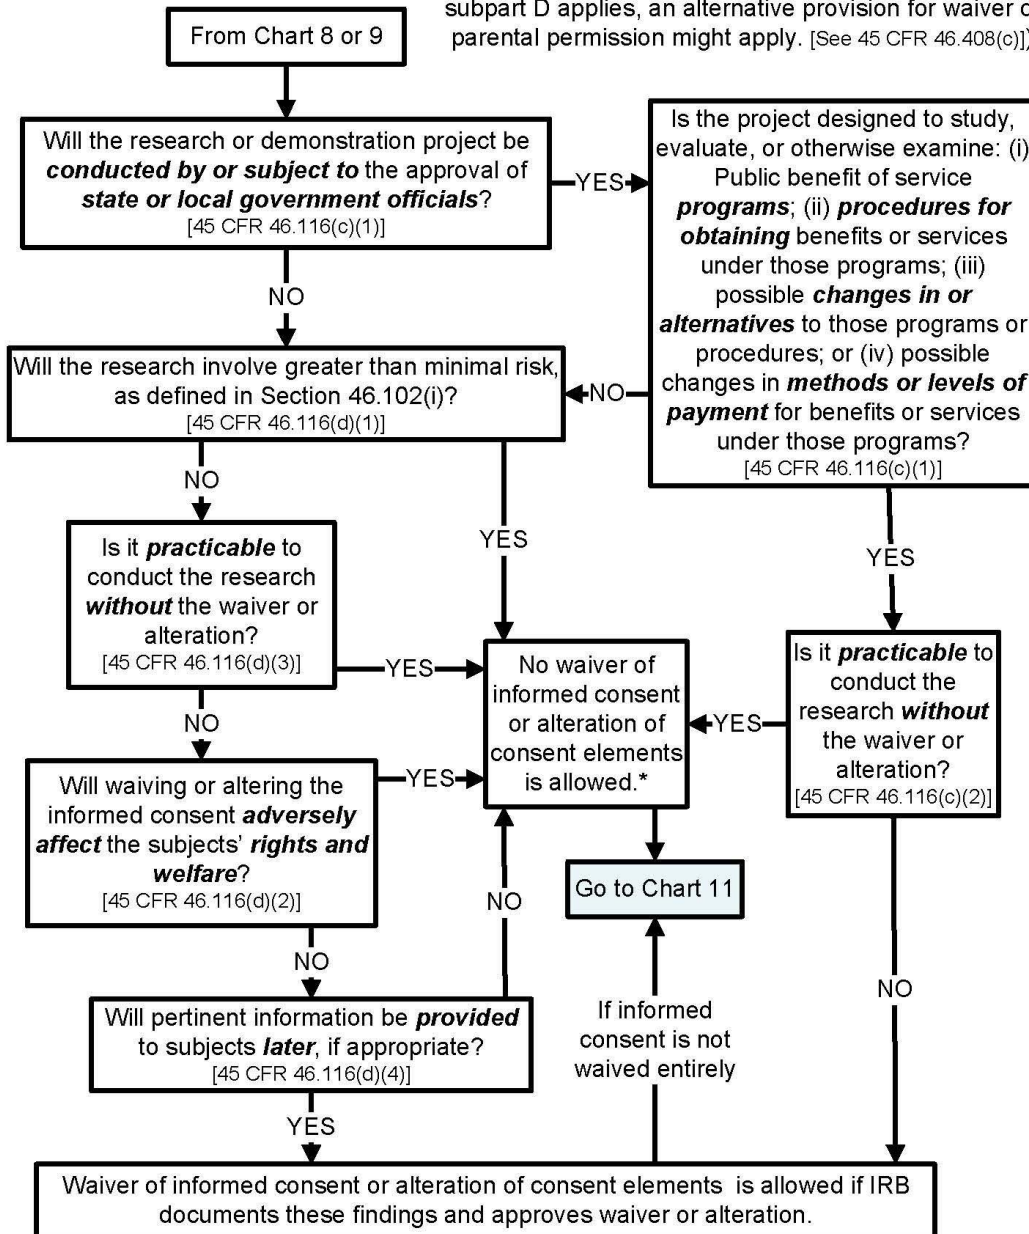 subpart D applies, an alternative provision for waiver o
parental permission might apply. [See 45 CFR 46.408(c)])
From Chart 8 or 9
Will the research or demonstration project be
conducted by or subject to the approval of
state or local government officials?
[45 CFR 46.116(c)(1)]
YES
Is the project designed to study,
evaluate, or otherwise examine: (i)
Public benefit of service
programs; (ii) procedures for
obtaining benefits or services
under those programs; (iii)
possible changes in or
alternatives to those programs or
procedures; or (iv) possible
changes in methods or levels of
payment for benefits or services
under those programs?
[45 CFR 46.116(c)(1)]
NO
Will the research involve greater than minimal risk,
as defined in Section 46.102(i)?
[45 CFR 46.116(d)(1)]
NO
NO
YES
YES
Is it practicable to
conduct the research
without the waiver or
alteration?
[45 CFR 46.116(d)(3)]
YES
No waiver of
informed consent
or alteration of
consent elements
is allowed.*
YES
Is it practicable to
conduct the
research without
the waiver or
alteration?
[45 CFR 46.116(c)(2)]
NO
Will waiving or altering the
informed consent adversely
affect the subjects' rights and
welfare?
[45 CFR 46.116(d)(2)]
YES
Go to Chart 11
NO
NO
NO
Will pertinent information be provided
to subjects later, if appropriate?
[45 CFR 46.116(d)(4)]
If informed
consent is not
waived entirely
YES
Waiver of informed consent or alteration of consent elements is allowed if IRB
documents these findings and approves waiver or alteration.